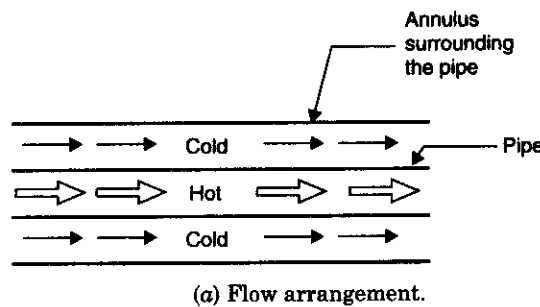 Annulus
surrounding
the pipe
Cold
Pipe
Hot
Cold
(a) Flow arrangement.